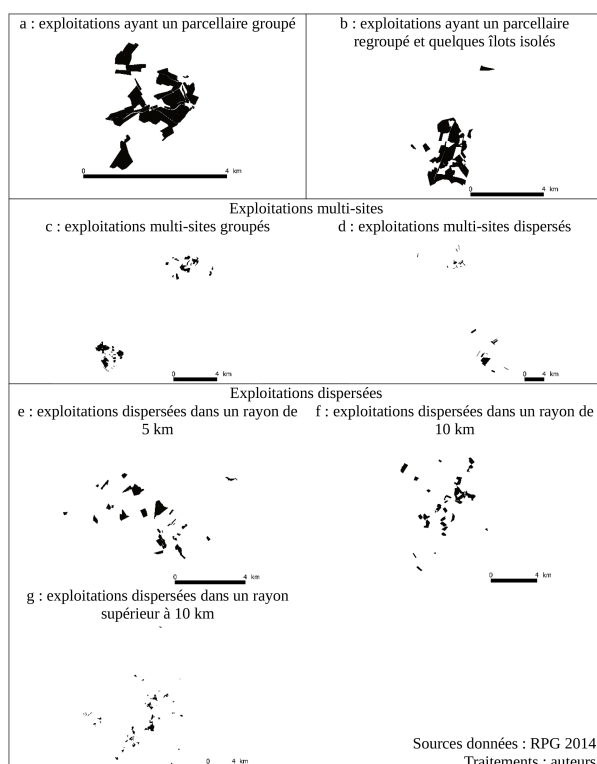 a : exploitations ayant un parcellaire groupé
0 4 km
b : exploitations ayant un parcellaire
regroupé et quelques îlots isolés
0 4 km
Exploitations multi-sites
c : exploitations multi-sites groupés
0 4 km
d : exploitations multi-sites dispersés
0 4 km
Exploitations dispersées
e : exploitations dispersées dans un rayon de
5 km
0 4 km
f : exploitations dispersées dans un rayon de
10 km
0 4 km
g : exploitations dispersées dans un rayon
supérieur à 10 km
0 4 km
Sources données : RPG 2014
Traitements : auteurs